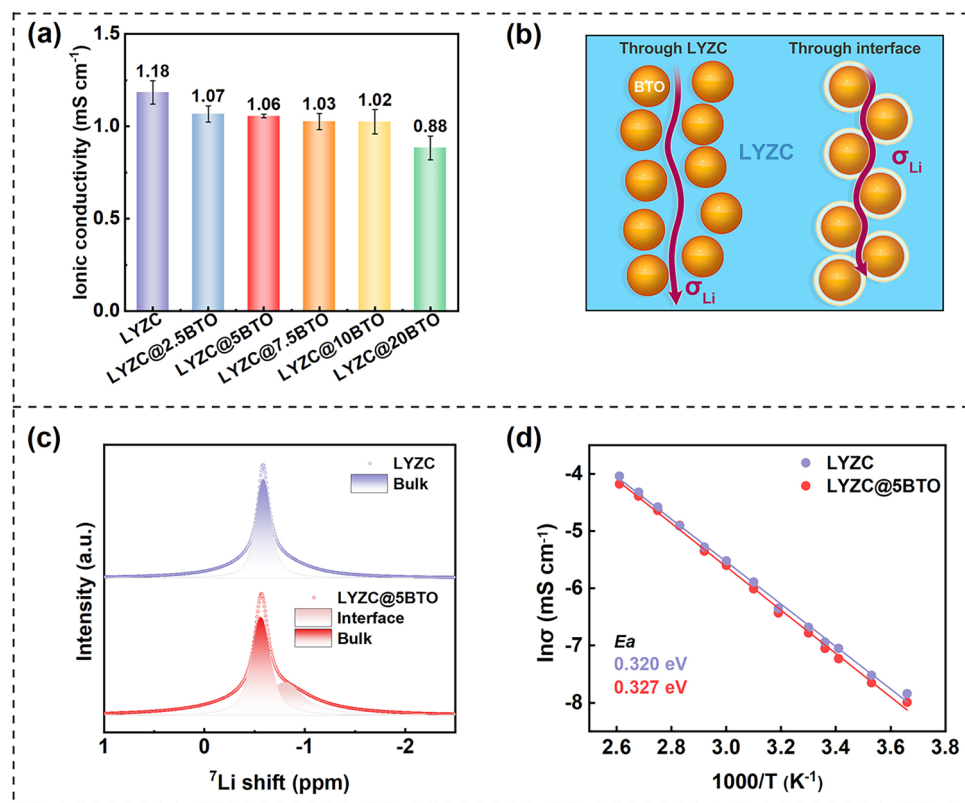 (a)
Ionic conductivity (mS cm⁻¹)
1.5
1.0
0.5
0.0
1.18
1.07
1.06
1.03
1.02
0.88
LYZC
LYZC@2.5BTO
LYZC@5BTO
LYZC@7.5BTO
LYZC@10BTO
LYZC@20BTO
(b)
Through LYZC
Through interface
BTO
LYZC
σLi
σLi
(c)
Intensity (a.u.)
LYZC
Bulk
LYZC@5BTO
Interface
Bulk
1 0 -1 -2
⁷Li shift (ppm)
(d)
lnσ (mS cm⁻¹)
-4
-5
-6
-7
-8
LYZC
LYZC@5BTO
Ea
0.320 eV
0.327 eV
2.6 2.8 3.0 3.2 3.4 3.6 3.8
1000/T (K⁻¹)